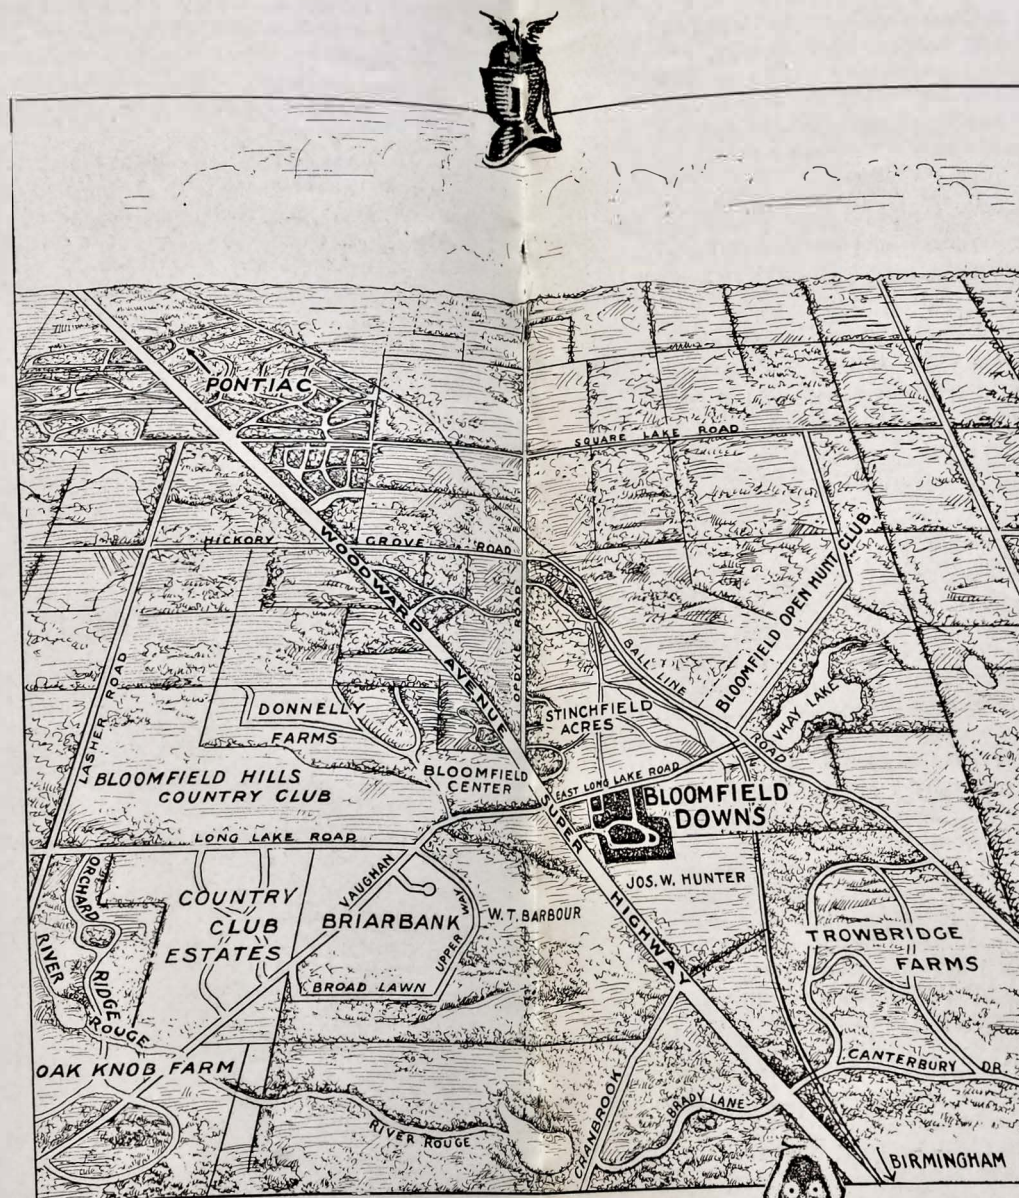 PONTIAC
SQUARE LAKE ROAD
HICKORY GROVE ROAD
WOODWARD AVENUE SUPER HIGHWAY
OPDYKE ROAD
BALL LINE ROAD
BLOOMFIELD OPEN HUNT CLUB
VHAY LAKE
LASHER ROAD
DONNELLY
FARMS
STINCHFIELD
ACRES
BLOOMFIELD HILLS
COUNTRY CLUB
BLOOMFIELD
CENTER
EAST LONG LAKE ROAD
BLOOMFIELD
DOWNS
LONG LAKE ROAD
JOS. W. HUNTER
ORCHARD RIDGE
COUNTRY
CLUB
ESTATES
VAUGHAN
BRIARBANK
UPPER WAY
W.T. BARBOUR
BROAD LAWN
TROWBRIDGE
FARMS
RIVER ROUGE
OAK KNOB FARM
CANTERBURY DR.
CRANBROOK
BRADY LANE
RIVER ROUGE
BIRMINGHAM